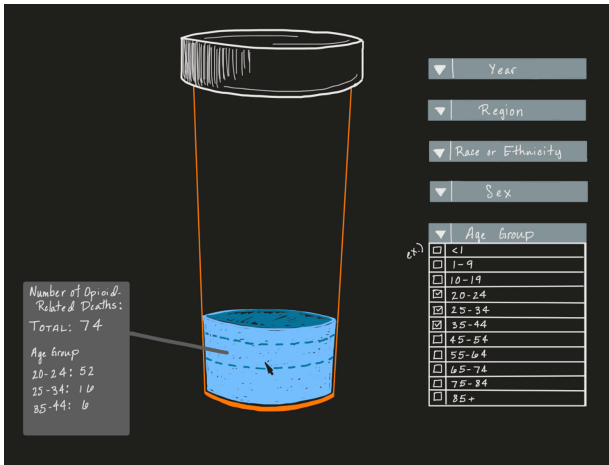 Number of Opioid-
Related Deaths:
TOTAL: 74
Age Group
20-24: 52
25-34: 16
35-44: 6
Year
Region
Race or Ethnicity
Sex
Age Group
ex.)
<1
1-9
10-19
20-24
25-34
35-44
45-54
55-64
65-74
75-84
85+